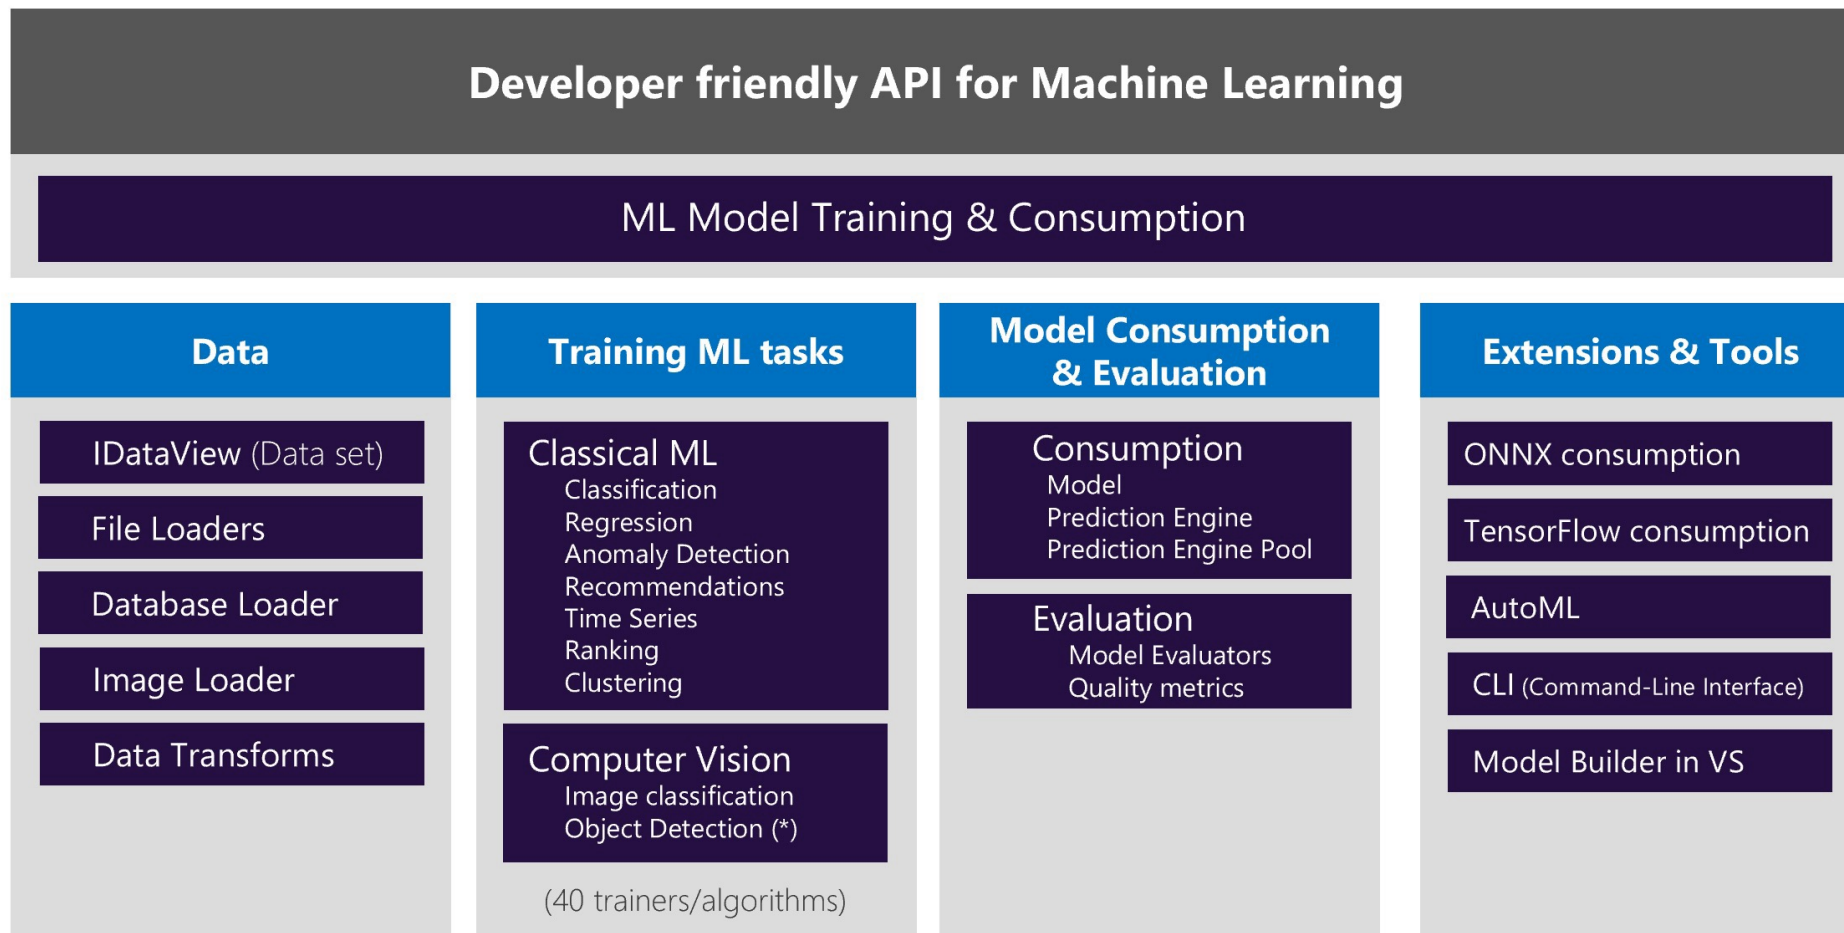 Developer friendly API for Machine Learning
ML Model Training & Consumption
Data
IDataView (Data set)
File Loaders
Database Loader
Image Loader
Data Transforms
Training ML tasks
Classical ML
Classification
Regression
Anomaly Detection
Recommendations
Time Series
Ranking
Clustering
Computer Vision
Image classification
Object Detection (*)
(40 trainers/algorithms)
Model Consumption
& Evaluation
Consumption
Model
Prediction Engine
Prediction Engine Pool
Evaluation
Model Evaluators
Quality metrics
Extensions & Tools
ONNX consumption
TensorFlow consumption
AutoML
CLI (Command-Line Interface)
Model Builder in VS